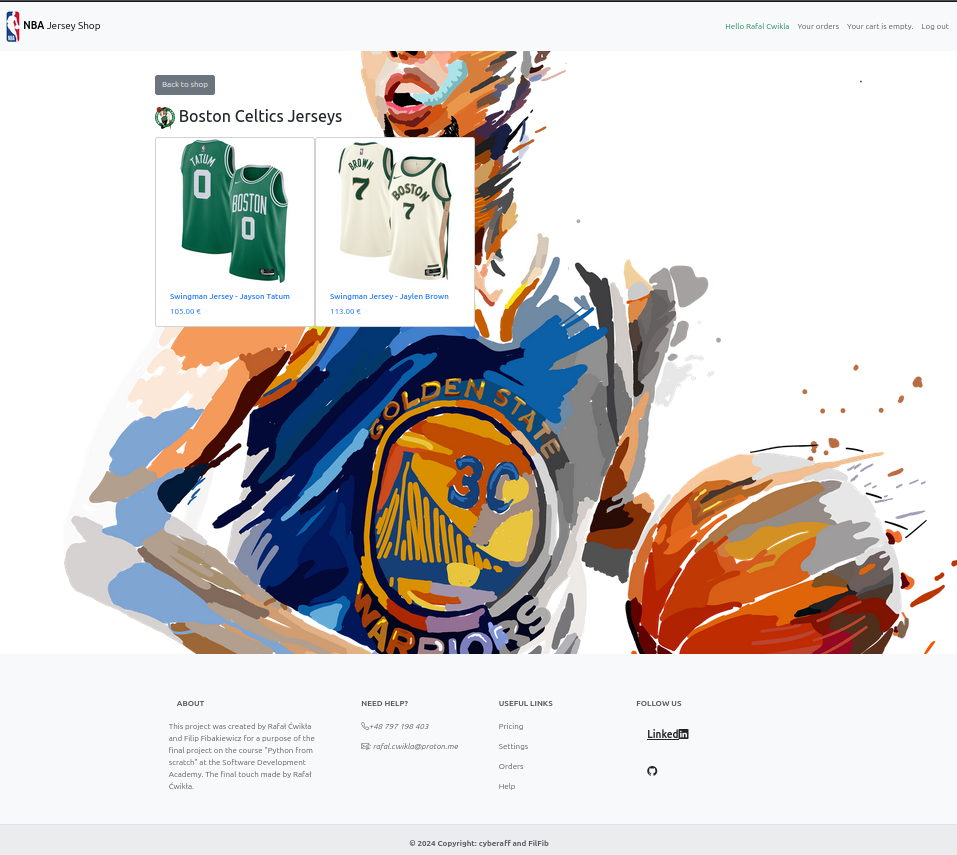 NBA Jersey Shop
Hello Rafal Cwikla Your orders Your cart is empty. Log out
Back to shop
Boston Celtics Jerseys
TATUM
0
BOSTON
0
BROWN
7
BOSTON
7
Swingman Jersey - Jayson Tatum
105.00 €
Swingman Jersey - Jaylen Brown
113.00 €
GOLDEN STATE
30
WARRIORS
ABOUT
This project was created by Rafał Ćwikła
and Filip Fibakiewicz for a purpose of the
final project on the course "Python from
scratch" at the Software Development
Academy. The final touch made by Rafał
Ćwikła.
NEED HELP?
+48 797 198 403
: rafal.cwikla@proton.me
USEFUL LINKS
Pricing
Settings
Orders
Help
FOLLOW US
Linked in
© 2024 Copyright: cyberaff and FilFib